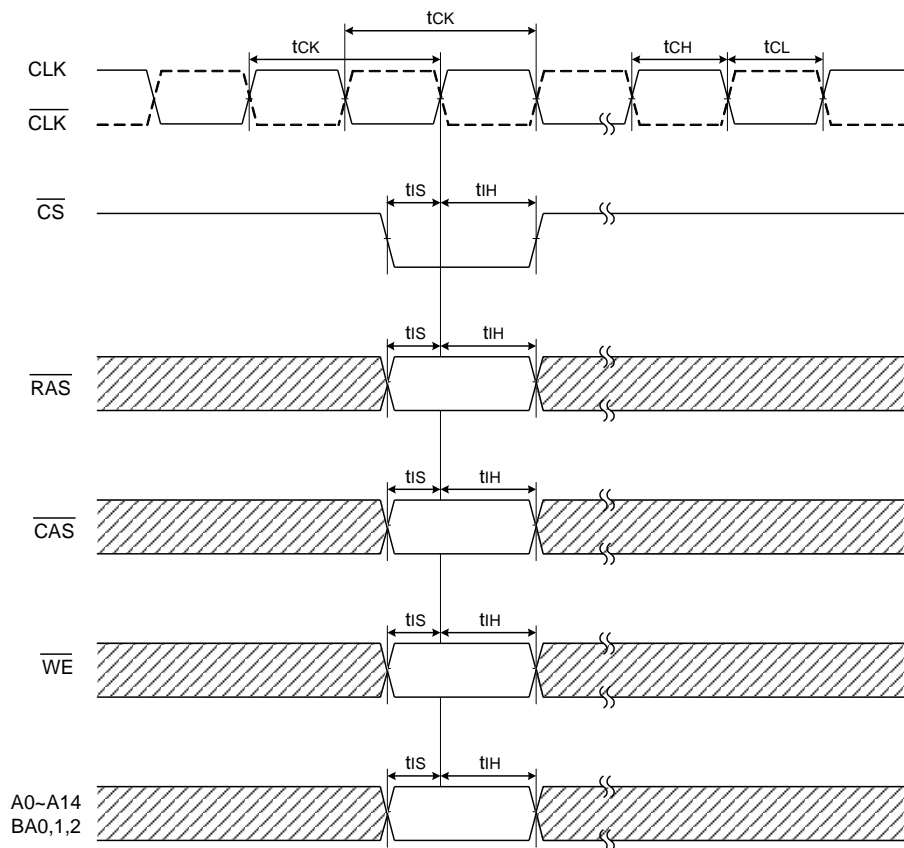 tCK
tCK tCH tCL
CLK
CLK
tIS tIH
CS
tIS tIH
RAS
tIS tIH
CAS
tIS tIH
WE
tIS tIH
A0~A14
BA0,1,2